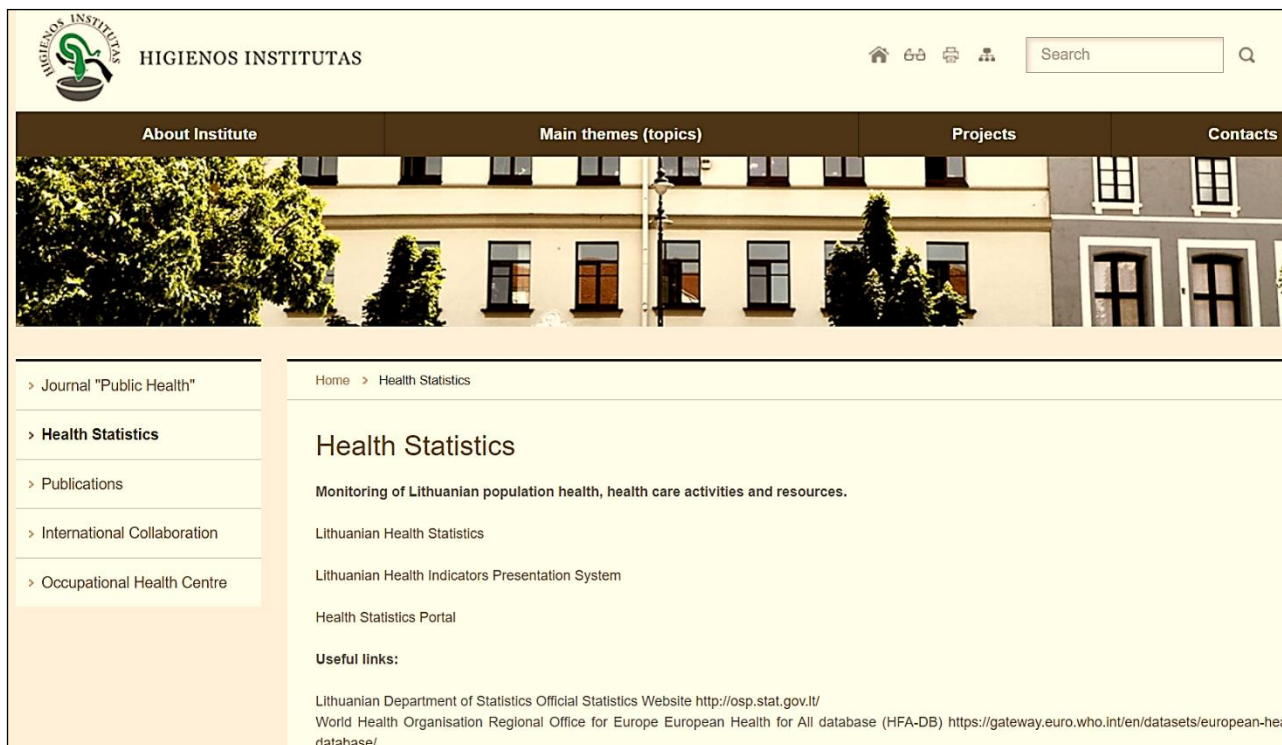 HIGIENOS INSTITUTAS
HIGIENOS INSTITUTAS
Search
About Institute
Main themes (topics)
Projects
Contacts
> Journal "Public Health"
> Health Statistics
> Publications
> International Collaboration
> Occupational Health Centre
Home > Health Statistics
Health Statistics
Monitoring of Lithuanian population health, health care activities and resources.
Lithuanian Health Statistics
Lithuanian Health Indicators Presentation System
Health Statistics Portal
Useful links:
Lithuanian Department of Statistics Official Statistics Website http://osp.stat.gov.lt/
World Health Organisation Regional Office for Europe European Health for All database (HFA-DB) https://gateway.euro.who.int/en/datasets/european-hea
database/